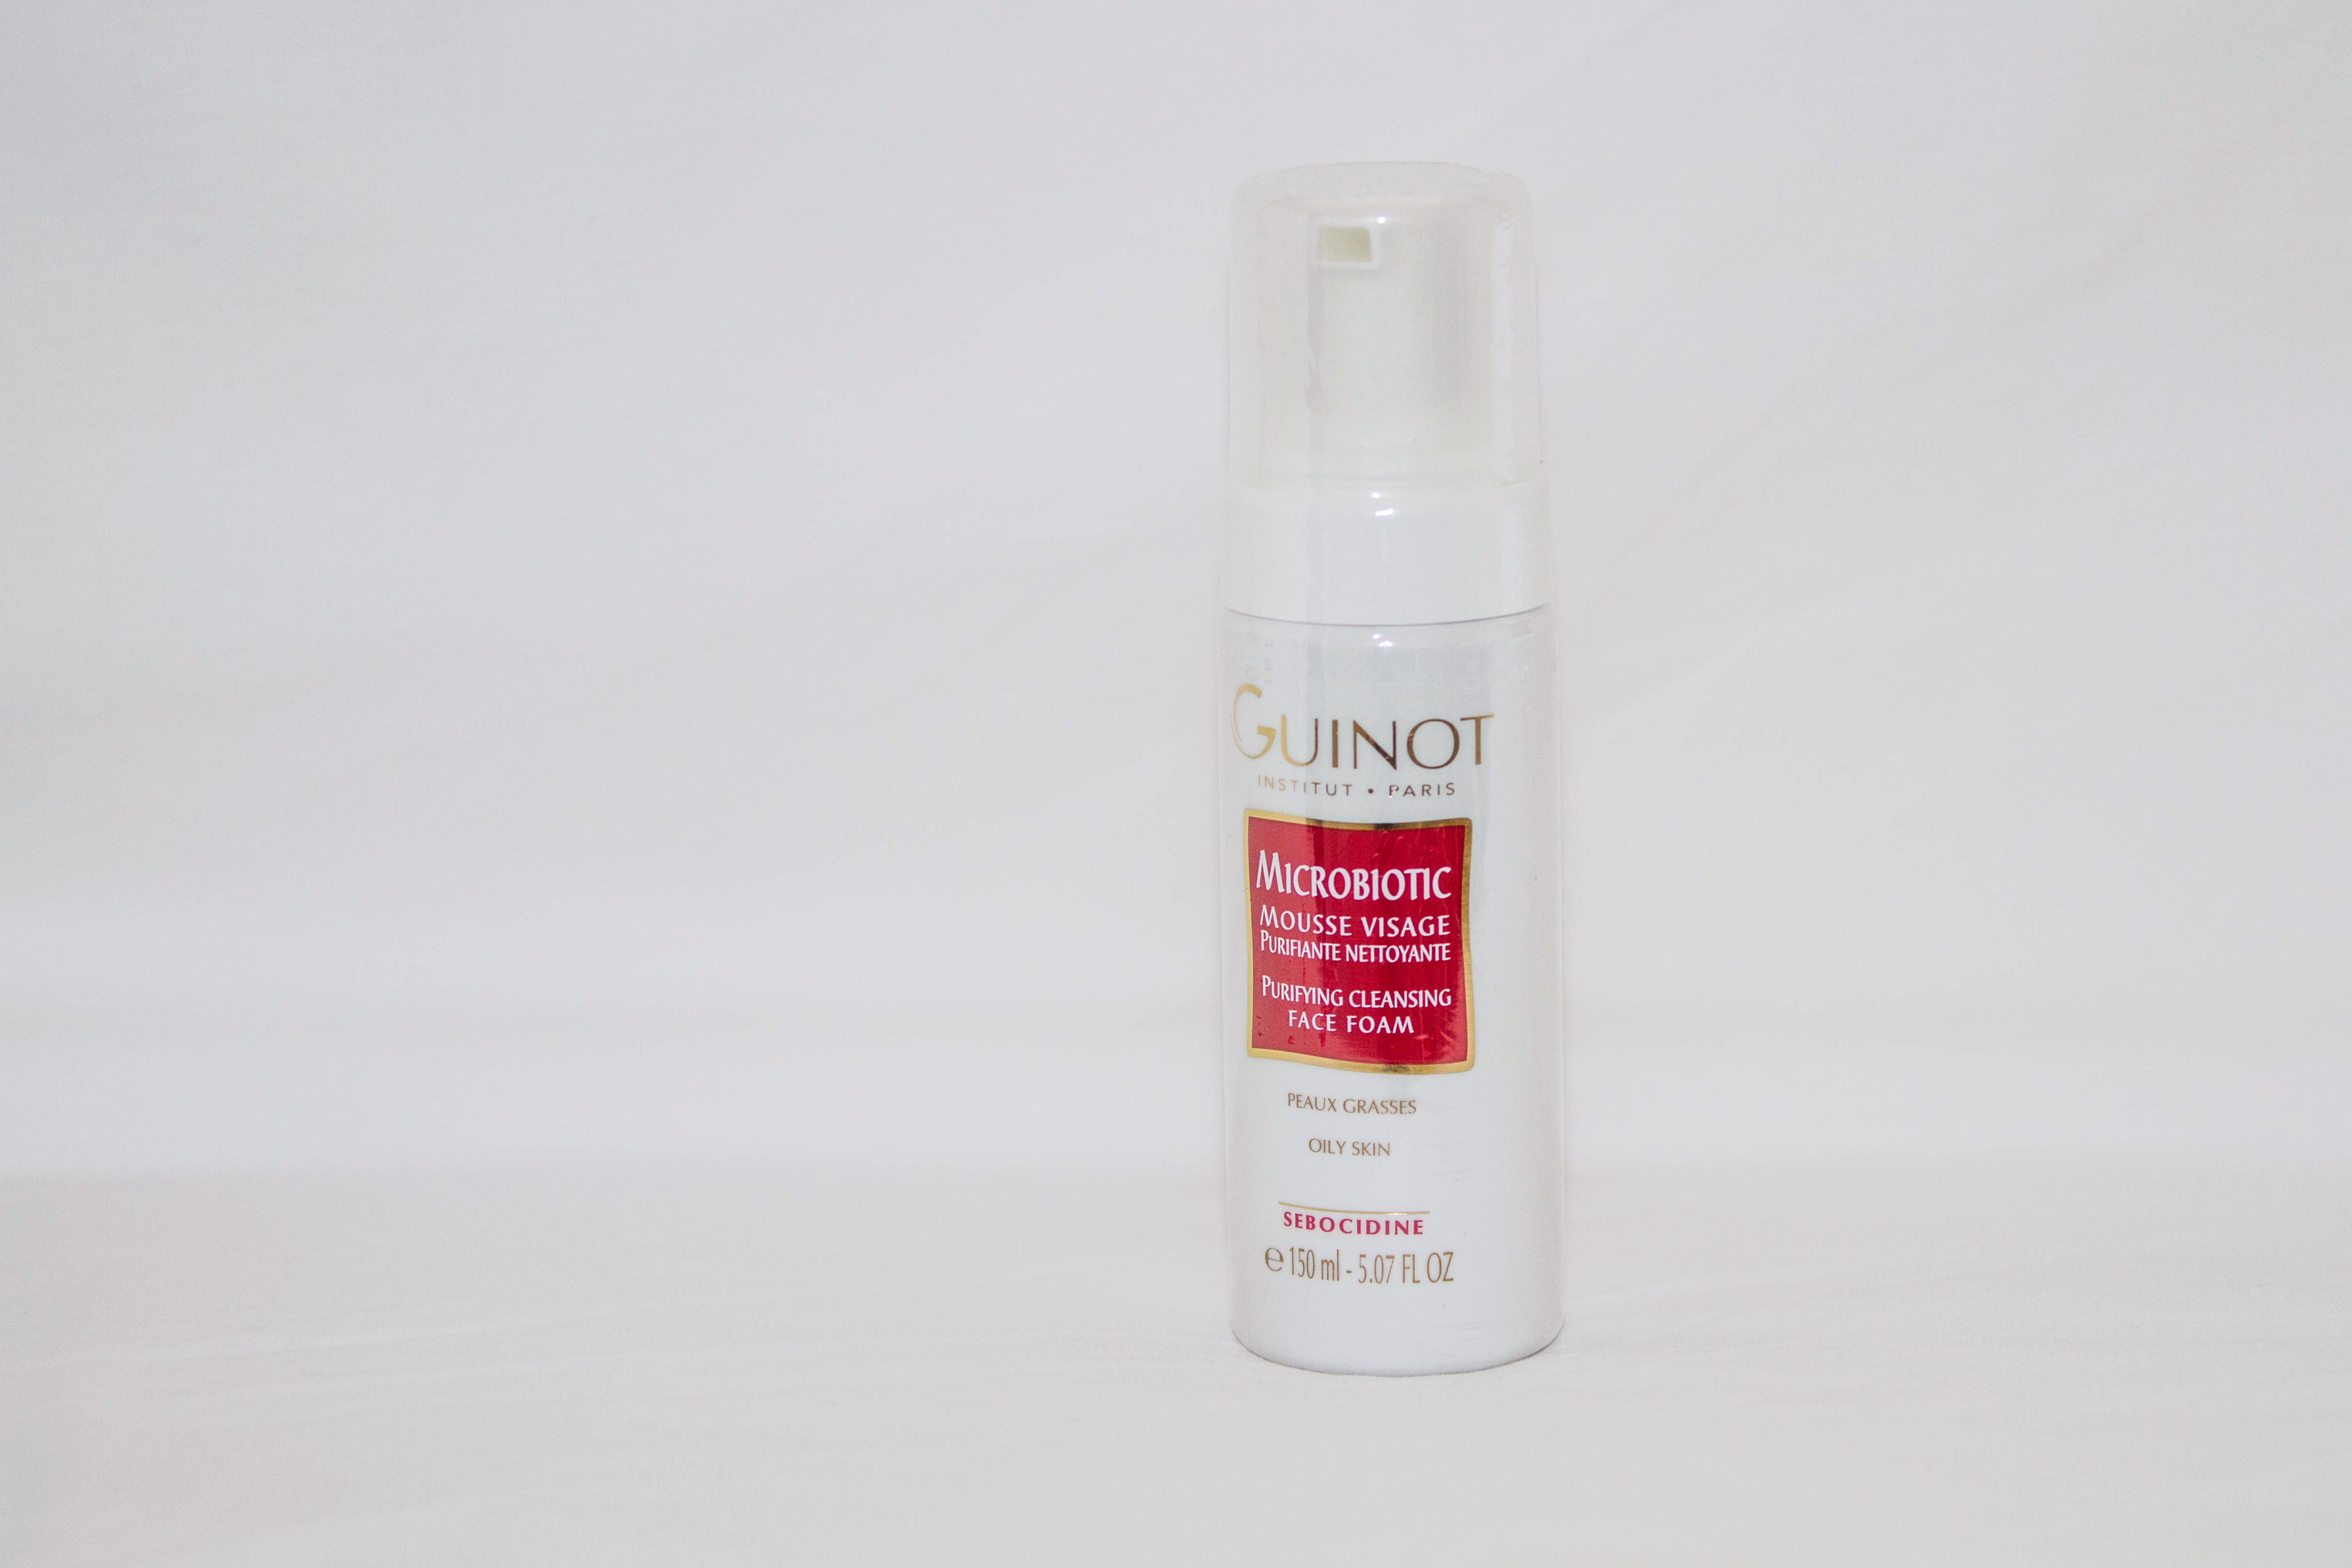 GUINOT
INSTITUT • PARIS
MICROBIOTIC
MOUSSE VISAGE
PURIFIANTE NETTOYANTE
PURIFYING CLEANSING
FACE FOAM
PEAUX GRASSES
OILY SKIN
SEBOCIDINE
℮ 150 ml - 5.07 FL OZ